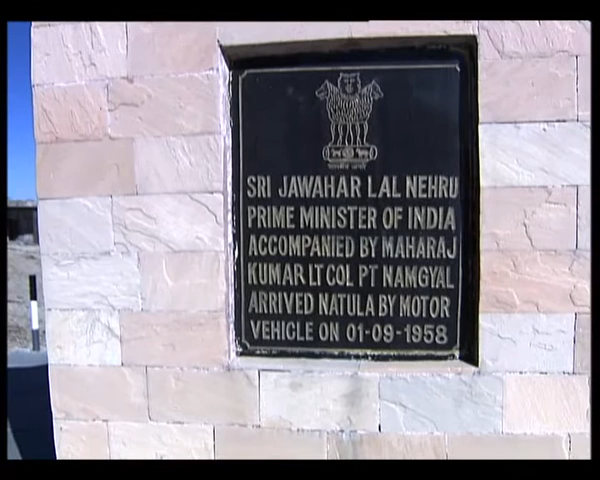 SRI JAWAHAR LAL NEHRU
PRIME MINISTER OF INDIA
ACCOMPANIED BY MAHARAJ
KUMAR LT COL PT NAMGYAL
ARRIVED NATULA BY MOTOR
VEHICLE ON 01-09-1958